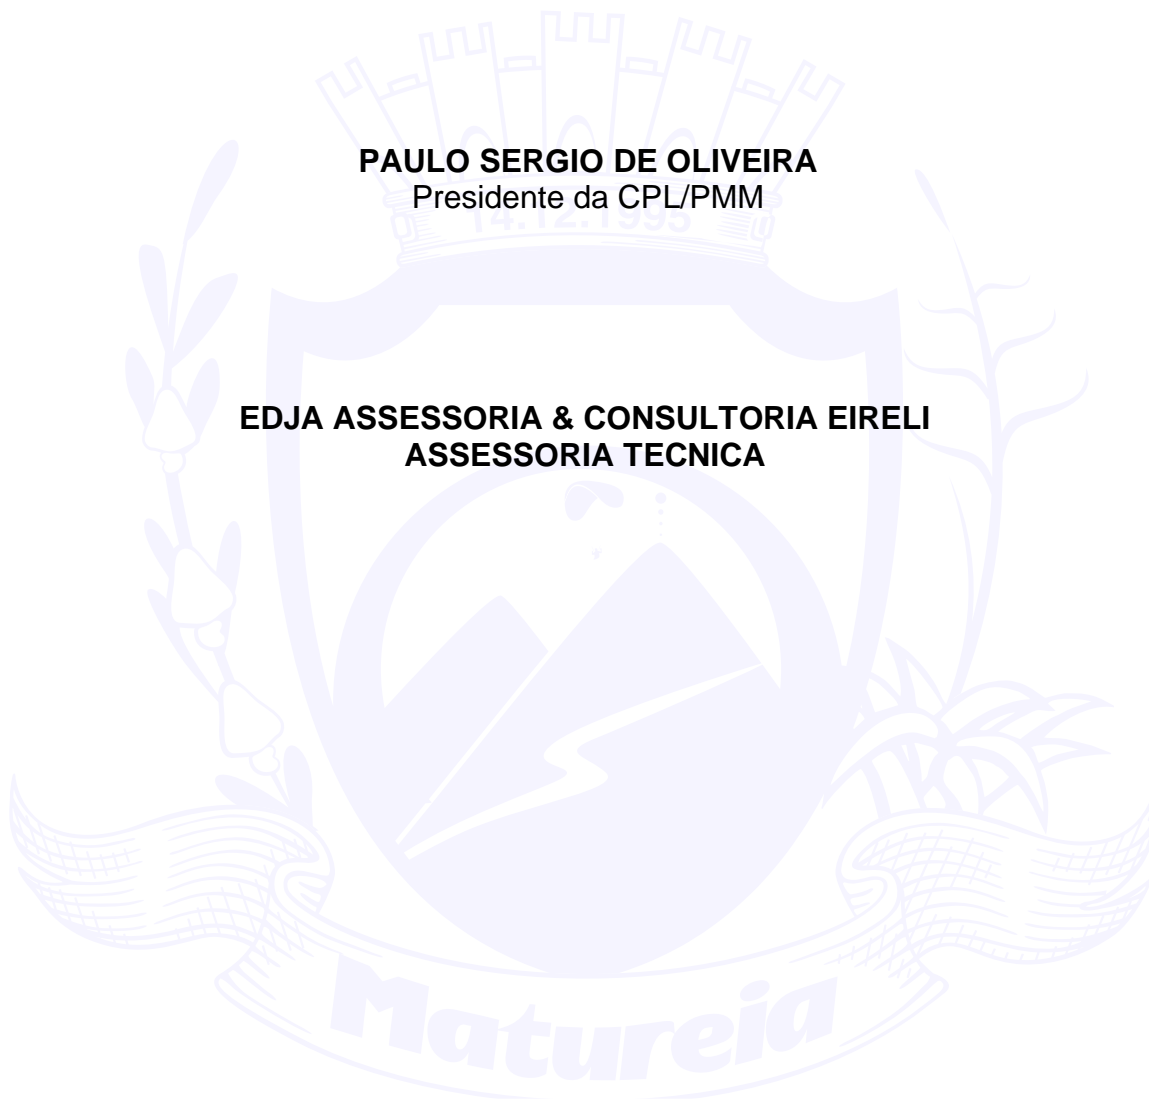 PAULO SERGIO DE OLIVEIRA
Presidente da CPL/PMM
14.12.1995
EDJA ASSESSORIA & CONSULTORIA EIRELI
ASSESSORIA TECNICA
Matureia